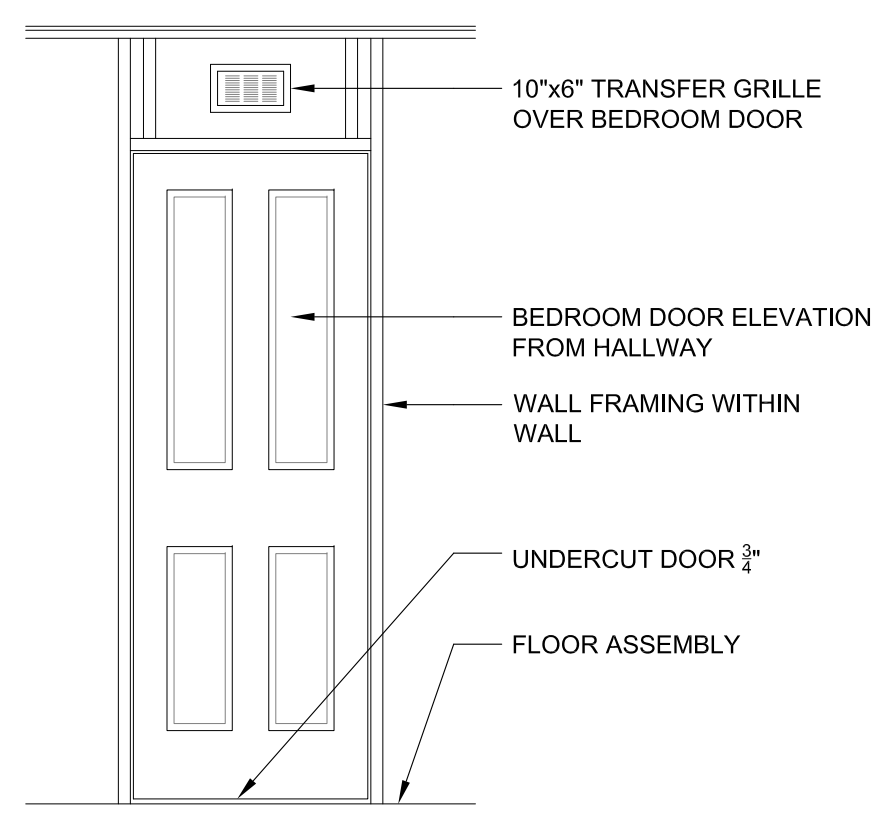 10"x6" TRANSFER GRILLE
OVER BEDROOM DOOR
BEDROOM DOOR ELEVATION
FROM HALLWAY
WALL FRAMING WITHIN
WALL
UNDERCUT DOOR 3/4"
FLOOR ASSEMBLY